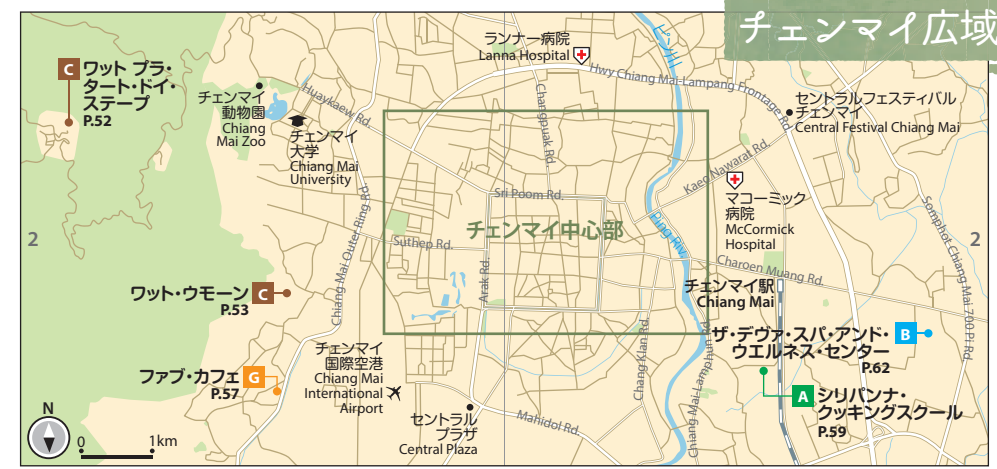 チェンマイ広域
ランナー病院
Lanna Hospital
ピン川
Hwy Chiang Mai-Lampang Frontage Rd.
C ワット プラ・
タート・ドイ・
ステープ
P.52
チェンマイ
動物園
Chiang
Mai Zoo
Huaykaew Rd.
チェンマイ
大学
Chiang Mai
University
Changpuak Rd.
セントラルフェスティバル
チェンマイ
Central Festival Chiang Mai
Kaeo Nawarat Rd.
マコーミック
病院
McCormick
Hospital
Sri Poom Rd.
チェンマイ中心部
Ping Riv.
2
Suthep Rd.
Chiang Mai Outer Ring Rd.
Arak Rd.
Charoen Muang Rd.
Somphot Chiang Mai 700 Pi Rd.
2
チェンマイ駅
Chiang Mai
ワット・ウモーン C
P.53
ザ・デヴァ・スパ・アンド・ B
ウエルネス・センター
P.62
Chang Klan Rd.
Chiang Mai-Lamphun Rd.
チェンマイ
国際空港
Chiang Mai
International
Airport
ファブ・カフェ G
P.57
A シリパンナ・
クッキングスクール
P.59
セントラル
プラザ
Central Plaza
Mahidol Rd.
N
0 1km